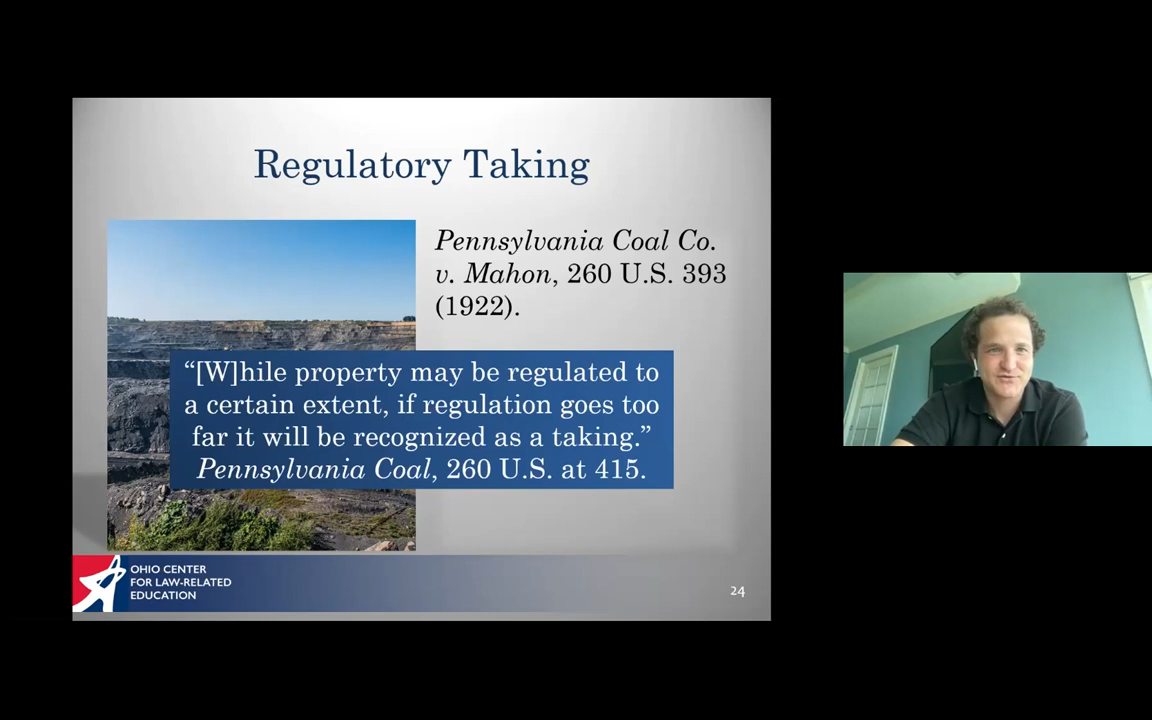 Regulatory Taking
Pennsylvania Coal Co.
v. Mahon, 260 U.S. 393
(1922).
“[W]hile property may be regulated to
a certain extent, if regulation goes too
far it will be recognized as a taking.”
Pennsylvania Coal, 260 U.S. at 415.
OHIO CENTER
FOR LAW-RELATED
EDUCATION
24